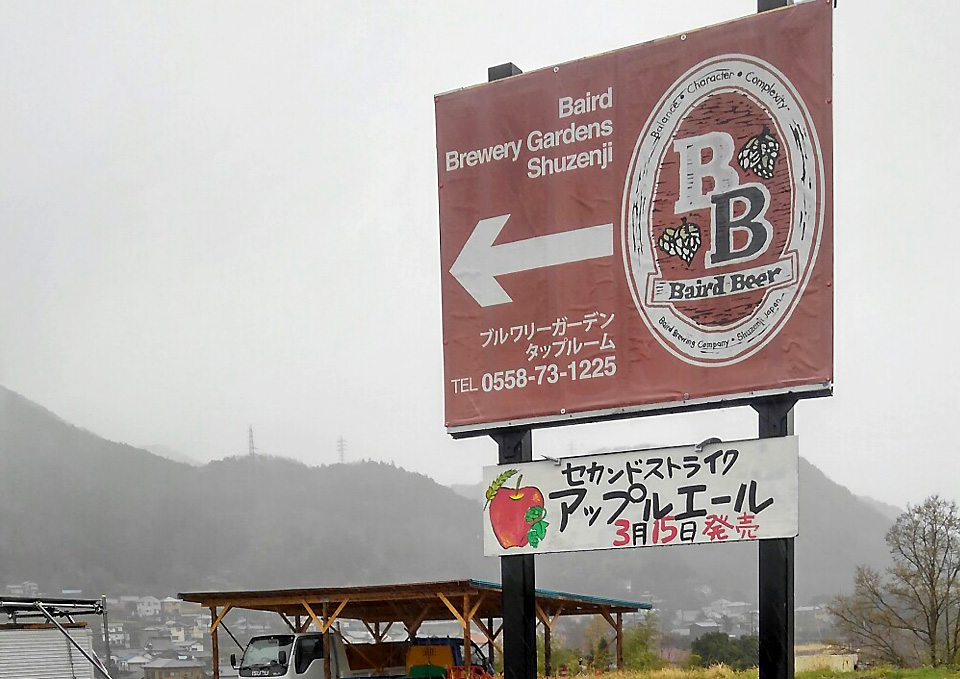 Baird
Brewery Gardens
Shuzenji
Balance • Character • Complexity
B
B
Baird Beer
Baird Brewing Company • Shuzenji Japan
ブルワリーガーデン
タップルーム
TEL 0558-73-1225
セカンドストライク
アップルエール
3月15日発売
ISUZU